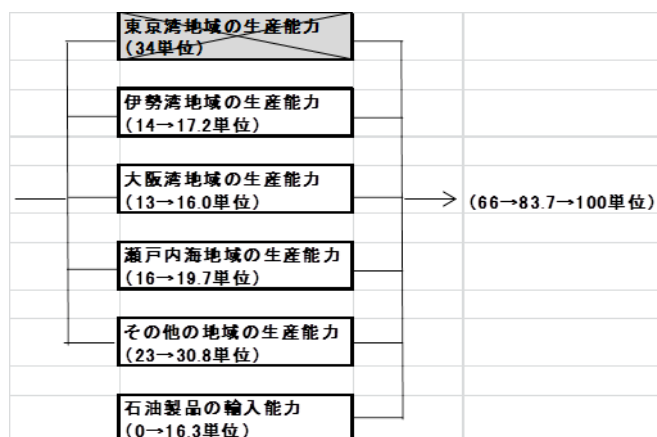 東京湾地域の生産能力
(34単位)
伊勢湾地域の生産能力
(14→17.2単位)
大阪湾地域の生産能力
(13→16.0単位)
(66→83.7→100単位)
瀬戸内海地域の生産能力
(16→19.7単位)
その他の地域の生産能力
(23→30.8単位)
石油製品の輸入能力
(0→16.3単位)